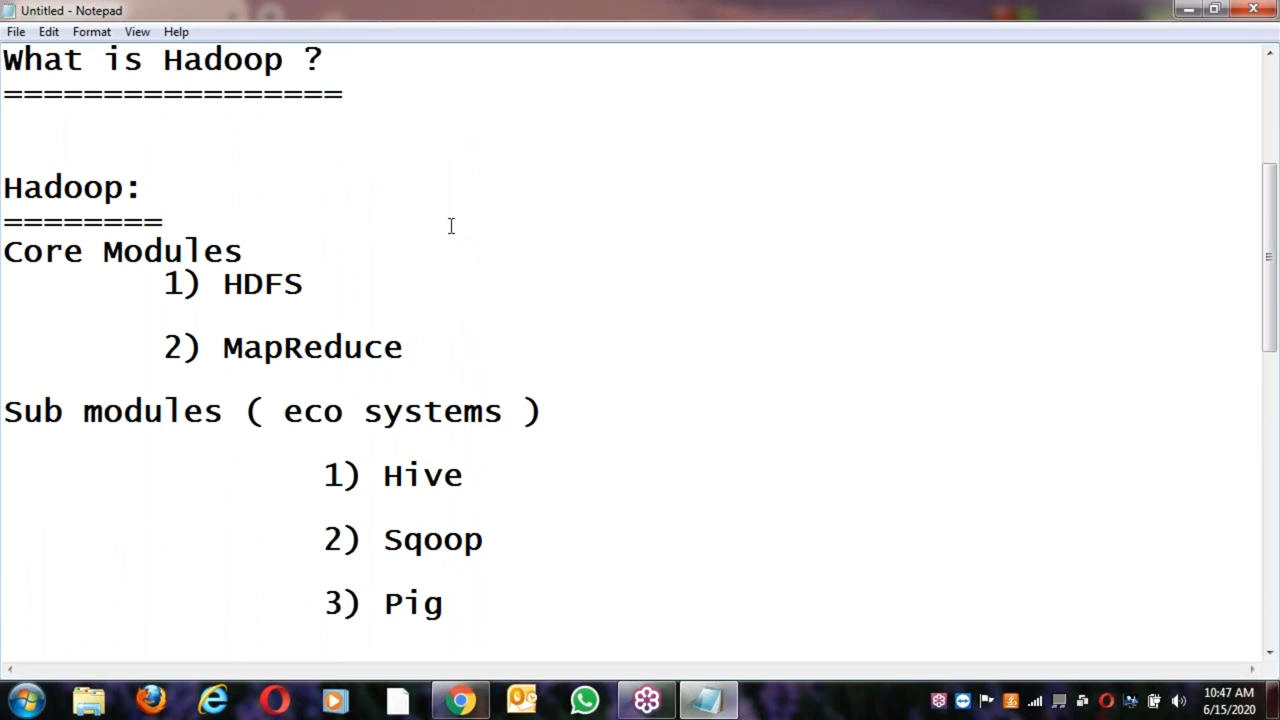 Untitled - Notepad
File Edit Format View Help
What is Hadoop ?
=================
Hadoop:
========
Core Modules
1) HDFS
2) MapReduce
Sub modules ( eco systems )
1) Hive
2) Sqoop
3) Pig
10:47 AM
6/15/2020